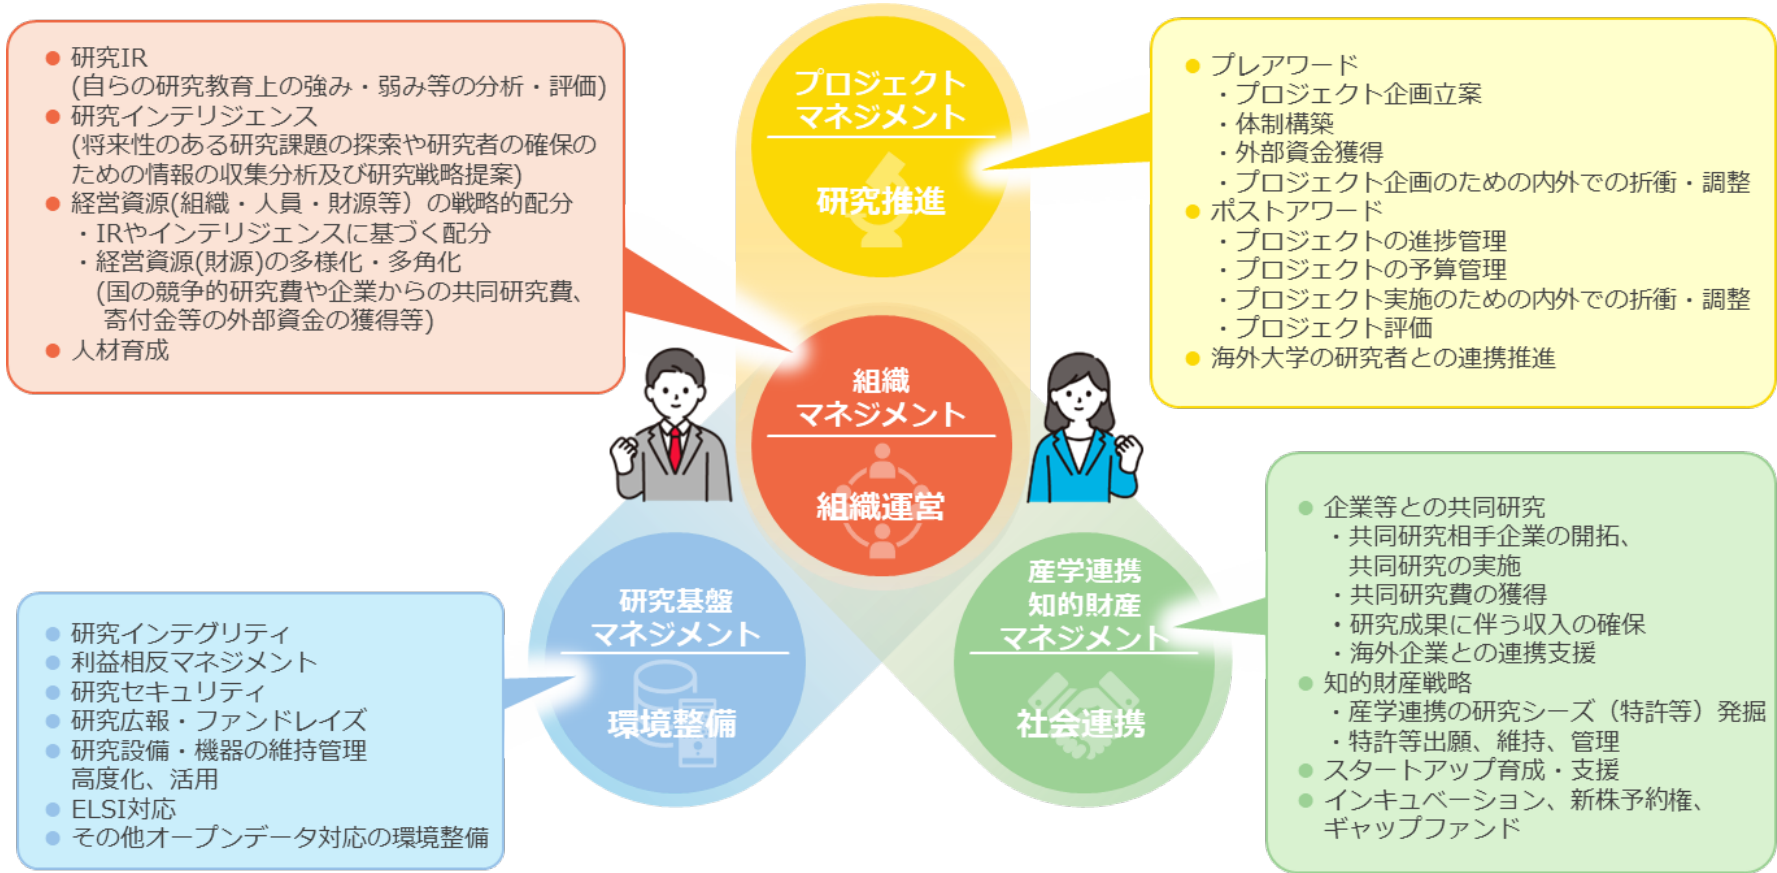 ● 研究IR
(自らの研究教育上の強み・弱み等の分析・評価)
● 研究インテリジェンス
(将来性のある研究課題の探索や研究者の確保の
ための情報の収集分析及び研究戦略提案)
● 経営資源(組織・人員・財源等）の戦略的配分
・IRやインテリジェンスに基づく配分
・経営資源(財源)の多様化・多角化
(国の競争的研究費や企業からの共同研究費、
寄付金等の外部資金の獲得等)
● 人材育成
プロジェクト
マネジメント
研究推進
● プレアワード
・プロジェクト企画立案
・体制構築
・外部資金獲得
・プロジェクト企画のための内外での折衝・調整
● ポストアワード
・プロジェクトの進捗管理
・プロジェクトの予算管理
・プロジェクト実施のための内外での折衝・調整
・プロジェクト評価
● 海外大学の研究者との連携推進
組織
マネジメント
組織運営
研究基盤
マネジメント
環境整備
● 研究インテグリティ
● 利益相反マネジメント
● 研究セキュリティ
● 研究広報・ファンドレイズ
● 研究設備・機器の維持管理
高度化、活用
● ELSI対応
● その他オープンデータ対応の環境整備
産学連携
知的財産
マネジメント
社会連携
● 企業等との共同研究
・共同研究相手企業の開拓、
共同研究の実施
・共同研究費の獲得
・研究成果に伴う収入の確保
・海外企業との連携支援
● 知的財産戦略
・産学連携の研究シーズ（特許等）発掘
・特許等出願、維持、管理
● スタートアップ育成・支援
● インキュベーション、新株予約権、
ギャップファンド